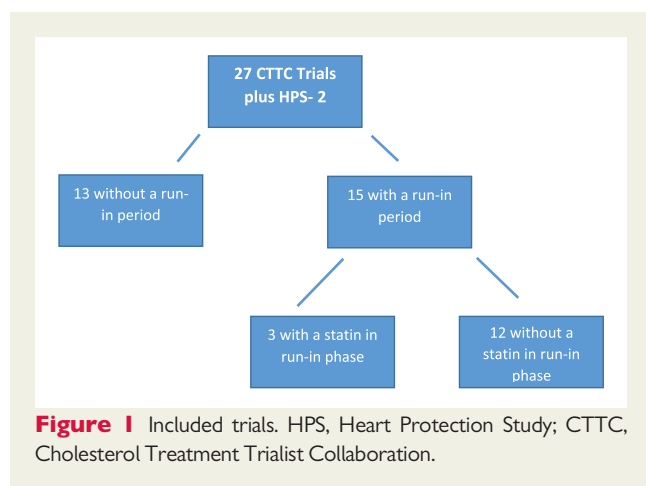 27 CTTC Trials
plus HPS- 2
13 without a run-
in period
15 with a run-in
period
3 with a statin in
run-in phase
12 without a
statin in run-in
phase
Figure 1 Included trials. HPS, Heart Protection Study; CTTC,
Cholesterol Treatment Trialist Collaboration.